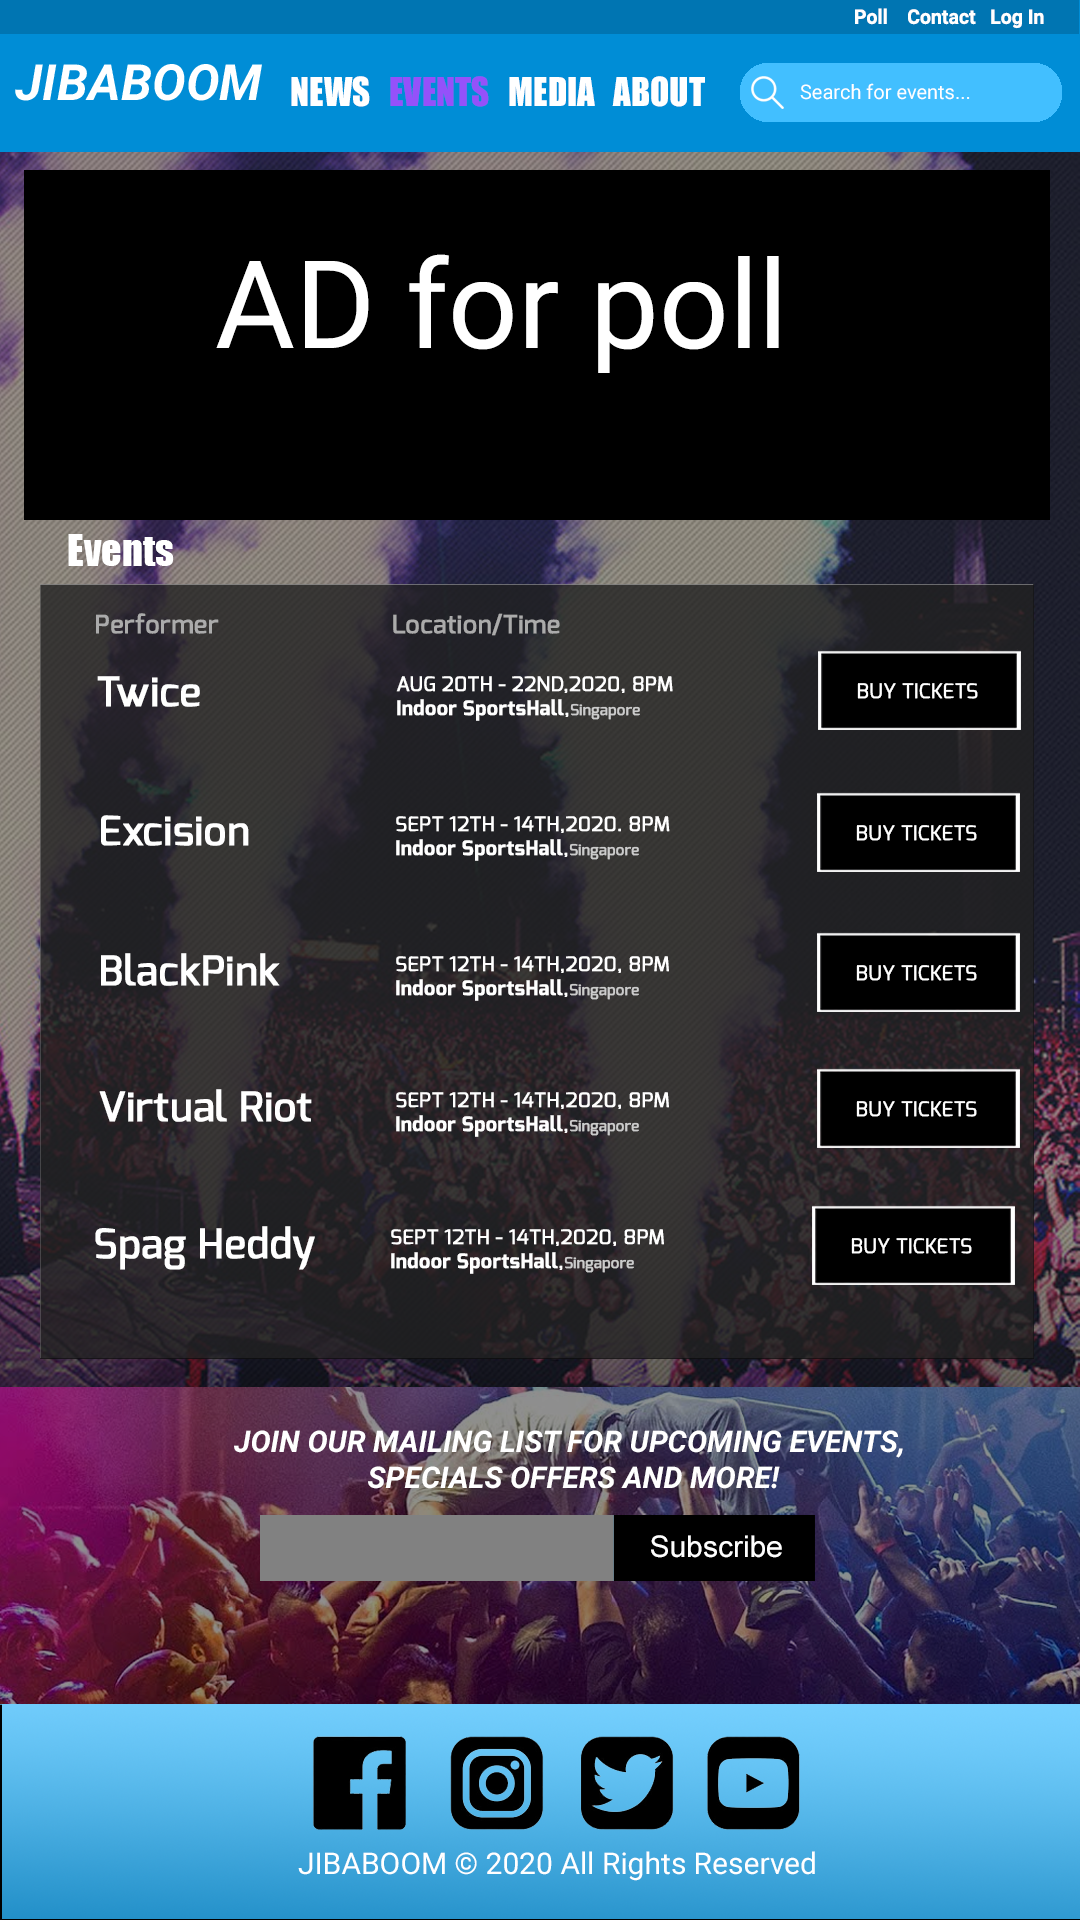 Poll Contact Log In
JIBABOOM NEWS EVENTS MEDIA ABOUT Search for events...
AD for poll
Events
Performer Location/Time
Twice AUG 20TH - 22ND,2020, 8PM BUY TICKETS
Indoor SportsHall,Singapore
Excision SEPT 12TH - 14TH,2020. 8PM BUY TICKETS
Indoor SportsHall,Singapore
BlackPink SEPT 12TH - 14TH,2020, 8PM BUY TICKETS
Indoor SportsHall,Singapore
Virtual Riot SEPT 12TH - 14TH,2020, 8PM BUY TICKETS
Indoor SportsHall,Singapore
Spag Heddy SEPT 12TH - 14TH,2020, 8PM BUY TICKETS
Indoor SportsHall,Singapore
JOIN OUR MAILING LIST FOR UPCOMING EVENTS,
SPECIALS OFFERS AND MORE!
Subscribe
JIBABOOM © 2020 All Rights Reserved